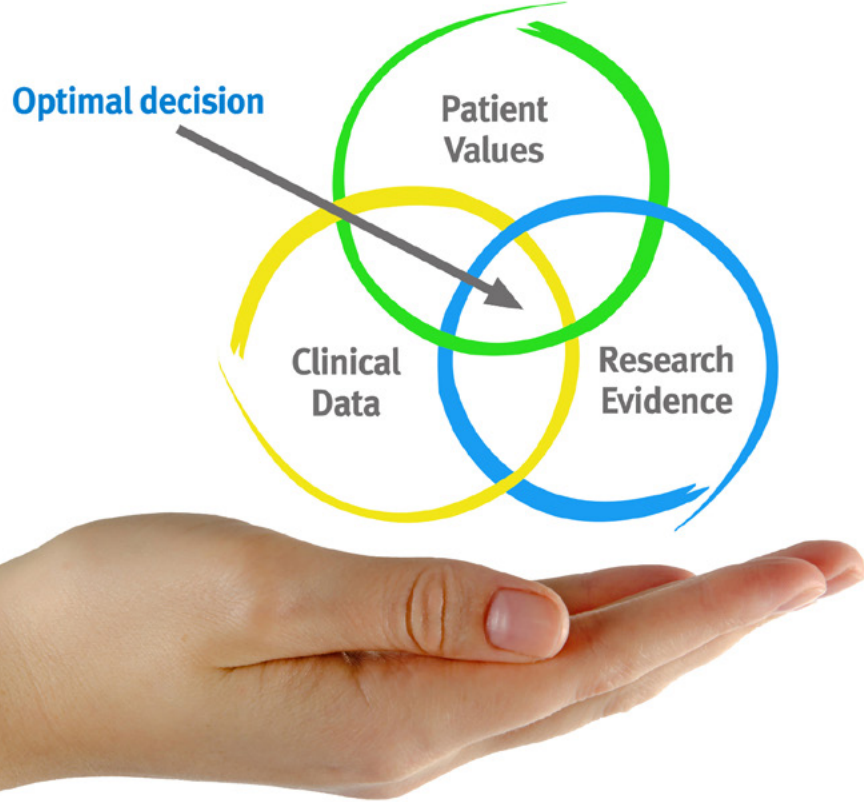 Optimal decision
Patient
Values
Clinical
Data
Research
Evidence